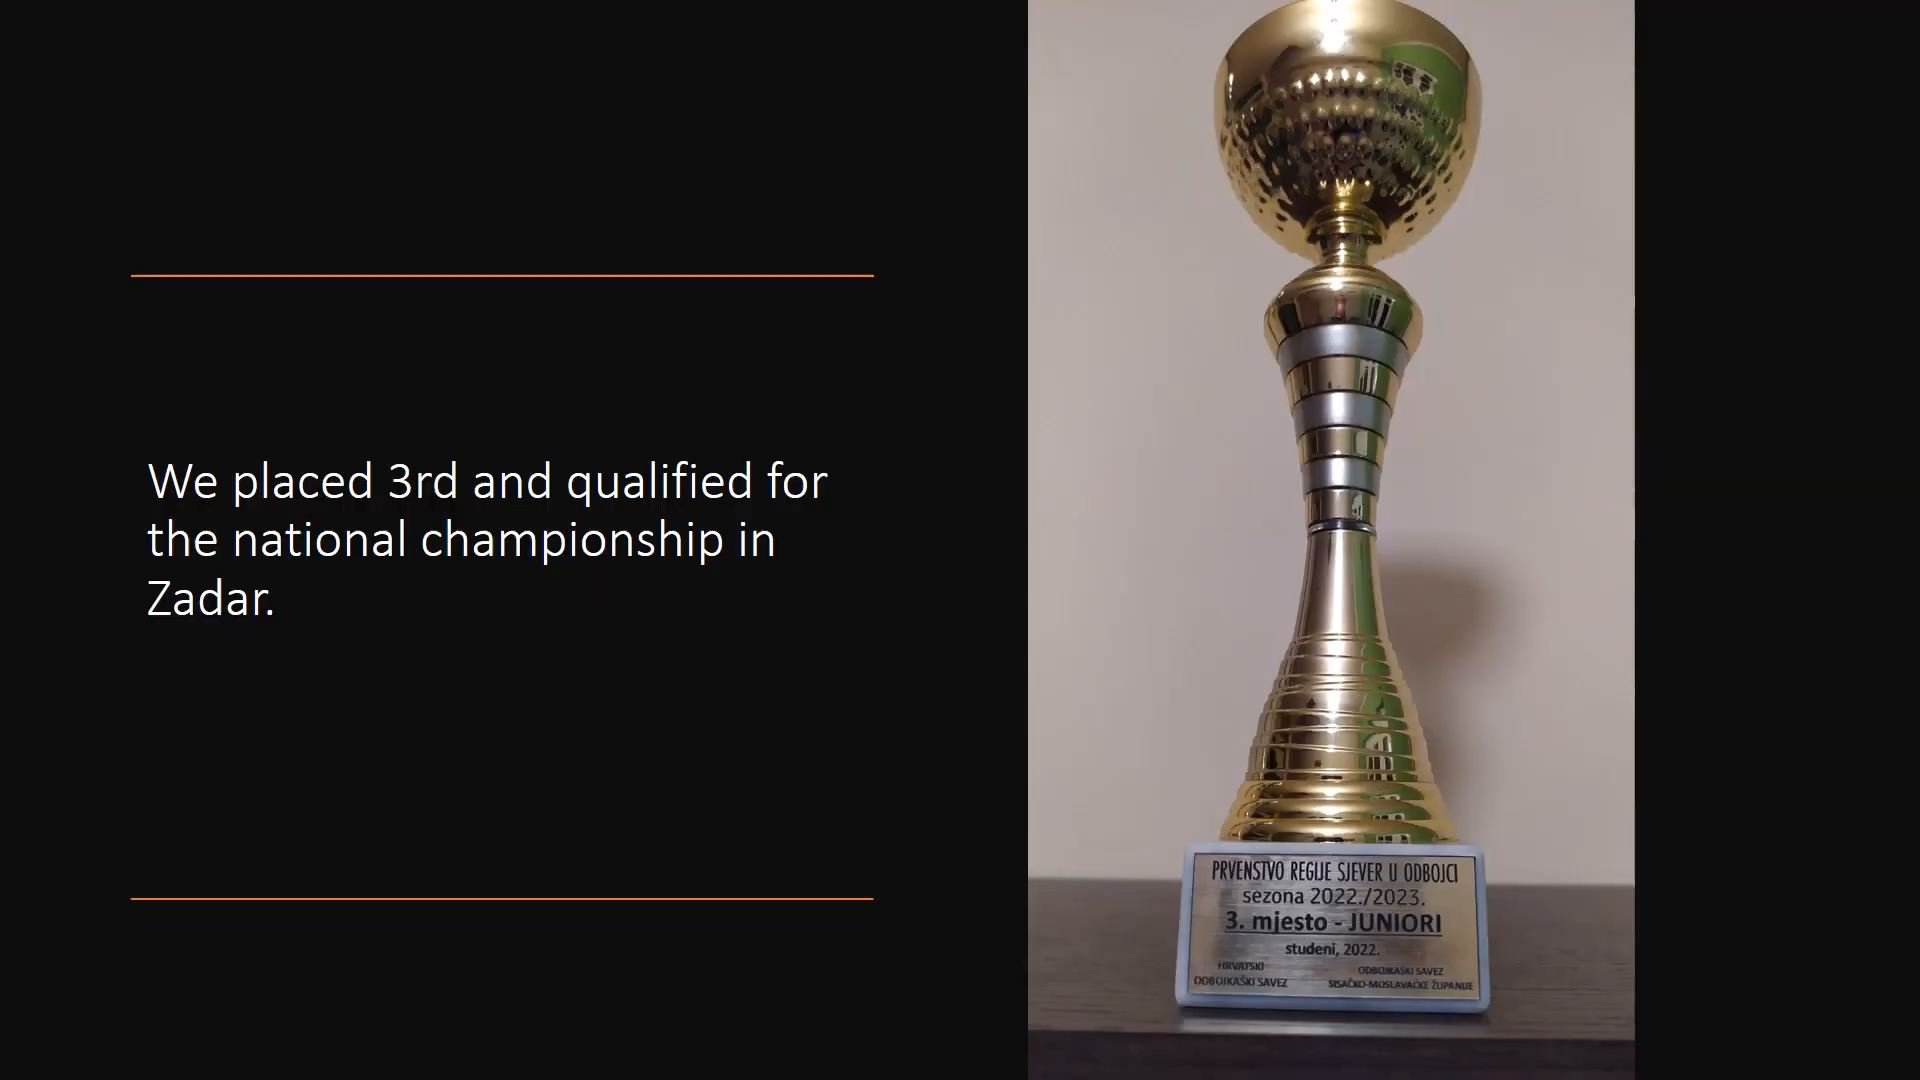 We placed 3rd and qualified for
the national championship in
Zadar.
PRVENSTVO REGIJE SJEVER U ODBOJCI
sezona 2022./2023.
3. mjesto - JUNIORI
studeni, 2022.
HRVATSKI
ODBOJKAŠKI SAVEZ
ODBOJKAŠKI SAVEZ
SISAČKO-MOSLAVAČKE ŽUPANIJE